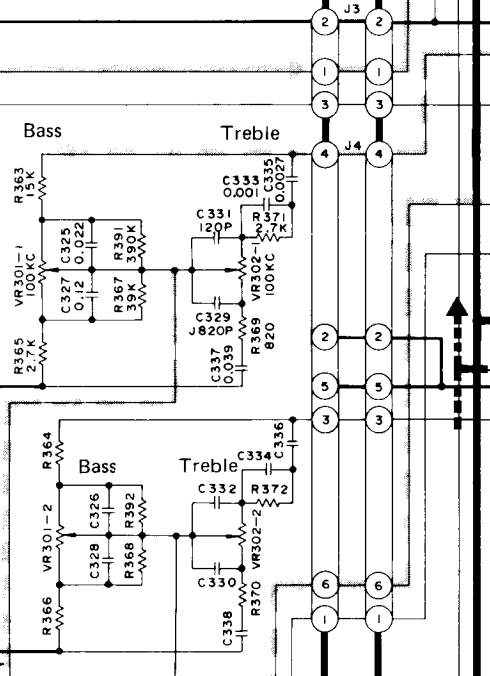 J3
2 2
1 1
3 3
Bass
Treble
4 J4 4
R363
15K
C333
0.001
C335
0.0027
C331
120P
R371
2.7K
VR301-1
100KC
C325
0.022
R391
390K
C327
0.12
R367
39K
VR302-1
100KC
C329
J820P
R369
820
R365
2.7K
C337
0.039
2 2
5 5
3 3
R364
Bass
Treble
C334
C336
C332
R372
VR301-2
C326
R392
C328
R368
VR302-2
C330
R370
R366
C338
6 6
1 1